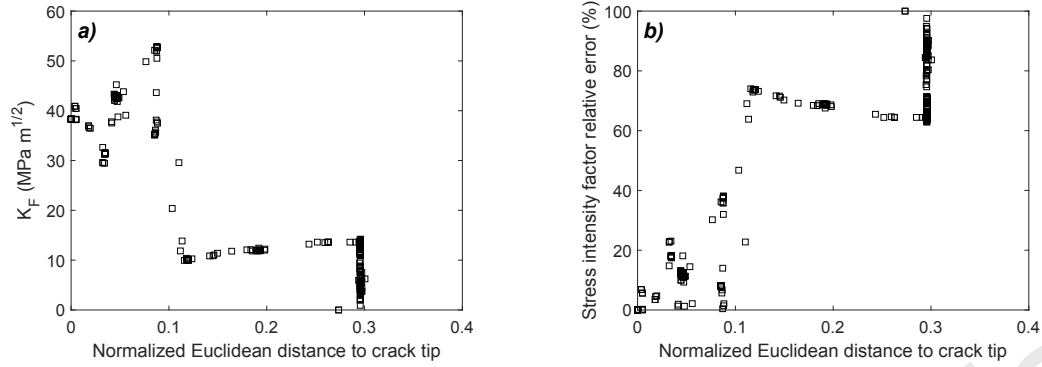 a)
60
50
40
30
20
10
0
K_F (MPa m^{1/2})
0 0.1 0.2 0.3 0.4
Normalized Euclidean distance to crack tip
b)
100
80
60
40
20
0
Stress intensity factor relative error (%)
0 0.1 0.2 0.3 0.4
Normalized Euclidean distance to crack tip